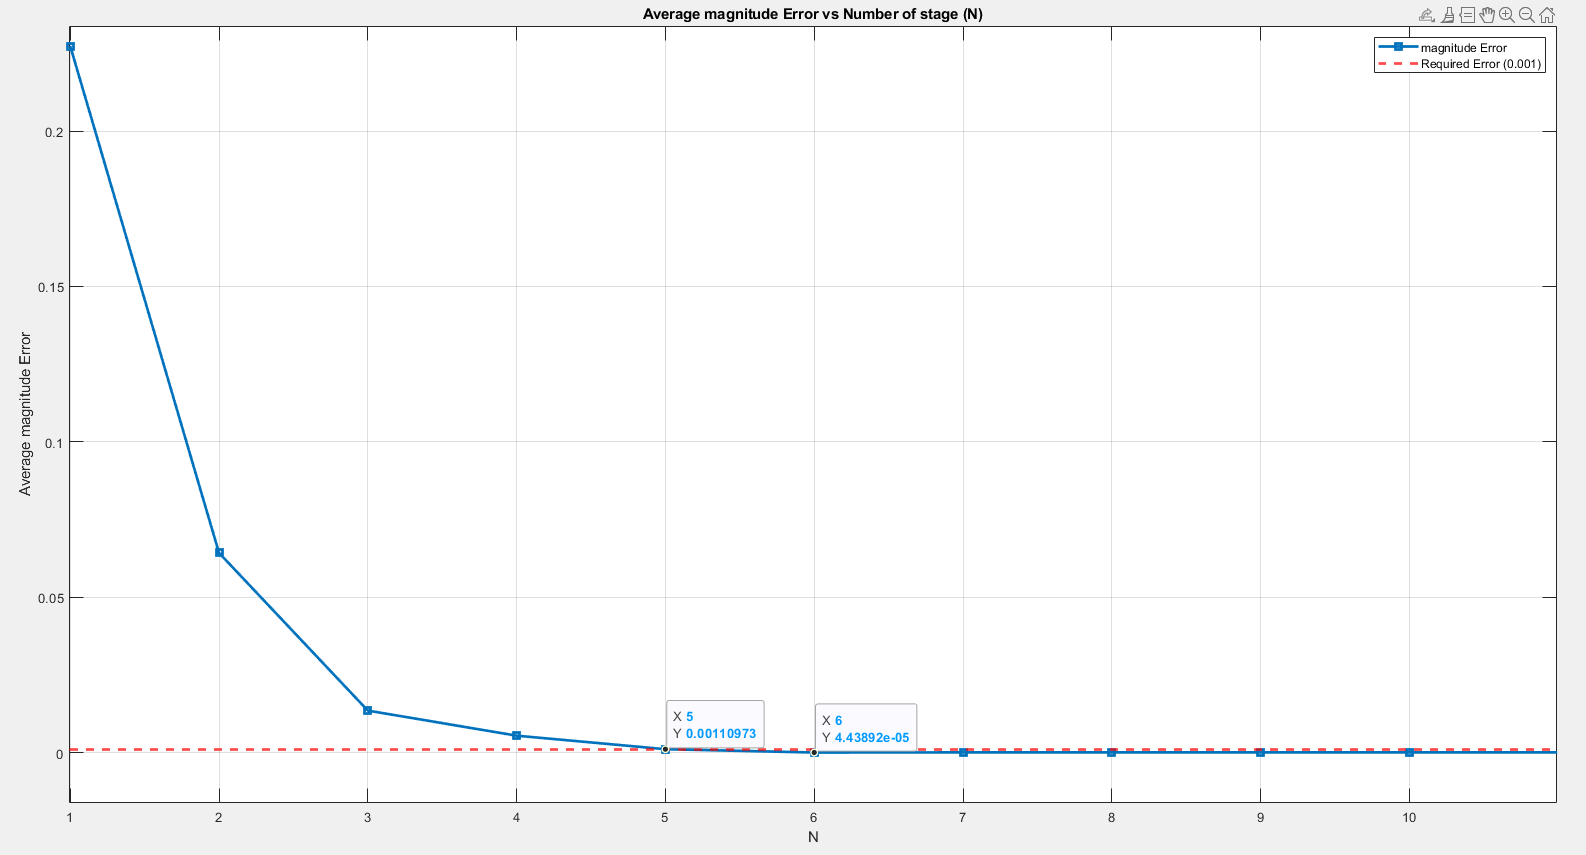 Average magnitude Error vs Number of stage (N)
magnitude Error
Required Error (0.001)
0.2
0.15
0.1
0.05
0
Average magnitude Error
X 5
Y 0.00110973
X 6
Y 4.43892e-05
1 2 3 4 5 6 7 8 9 10
N